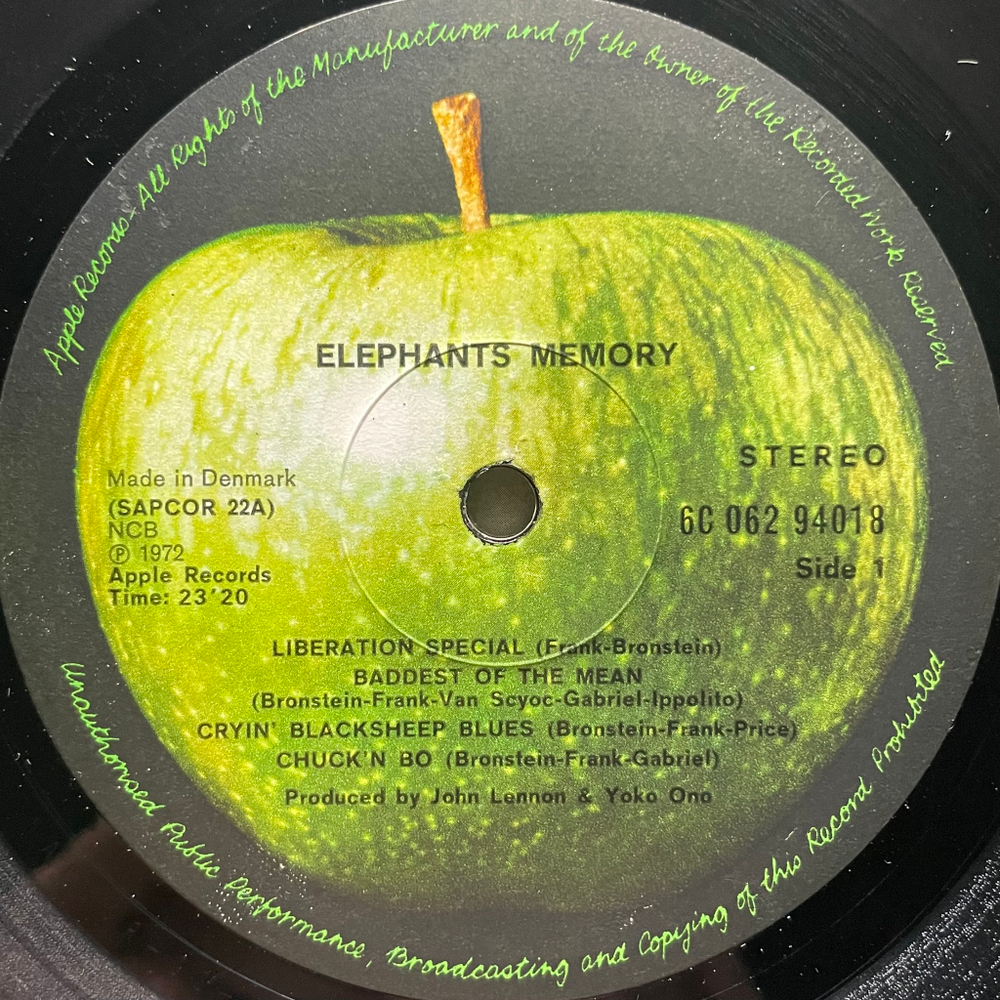 Apple Records-All Rights of the Manufacturer and of the Owner of the Recorded Work Reserved
ELEPHANTS MEMORY
STEREO
6C 062 94018
Side 1
Made in Denmark
(SAPCOR 22A)
NCB
℗ 1972
Apple Records
Time: 23'20
LIBERATION SPECIAL (Frank-Bronstein)
BADDEST OF THE MEAN
(Bronstein-Frank-Van Scyoc-Gabriel-Ippolito)
CRYIN' BLACKSHEEP BLUES (Bronstein-Frank-Price)
CHUCK'N BO (Bronstein-Frank-Gabriel)
Produced by John Lennon & Yoko Ono
Unauthorised Public Performance, Broadcasting and Copying of this Record Prohibited